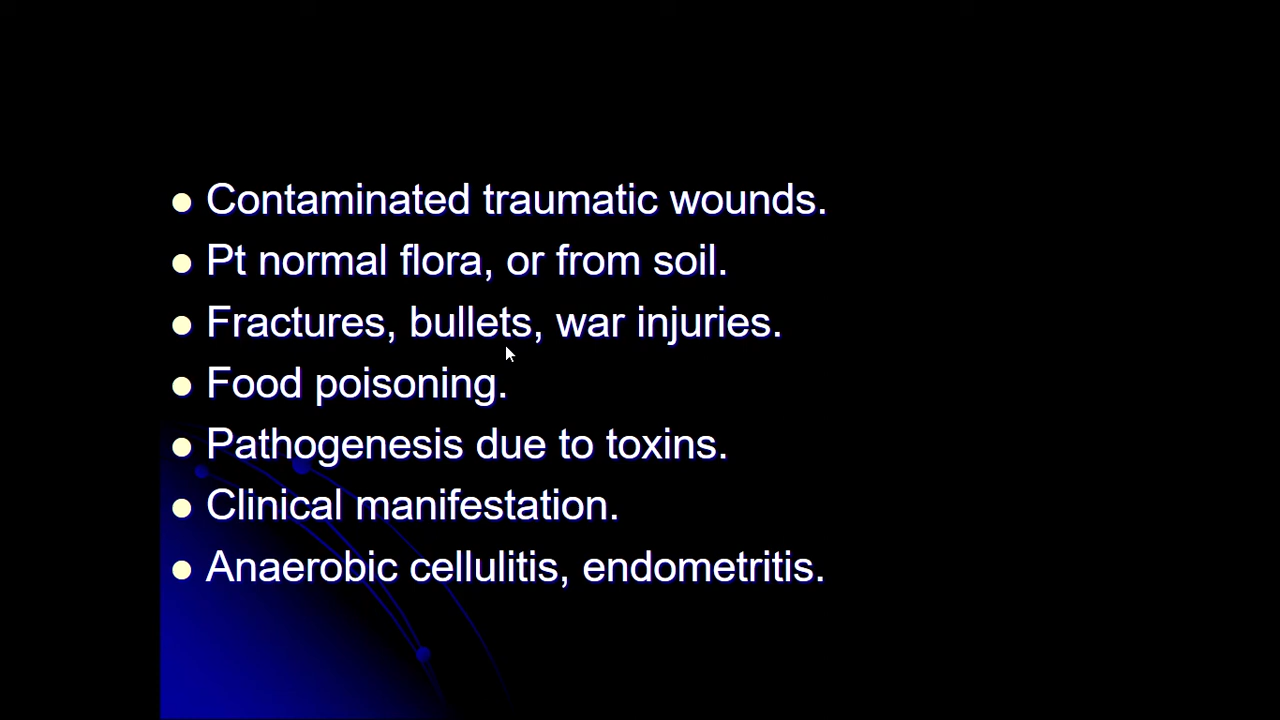 Contaminated traumatic wounds.
Pt normal flora, or from soil.
Fractures, bullets, war injuries.
Food poisoning.
Pathogenesis due to toxins.
Clinical manifestation.
Anaerobic cellulitis, endometritis.